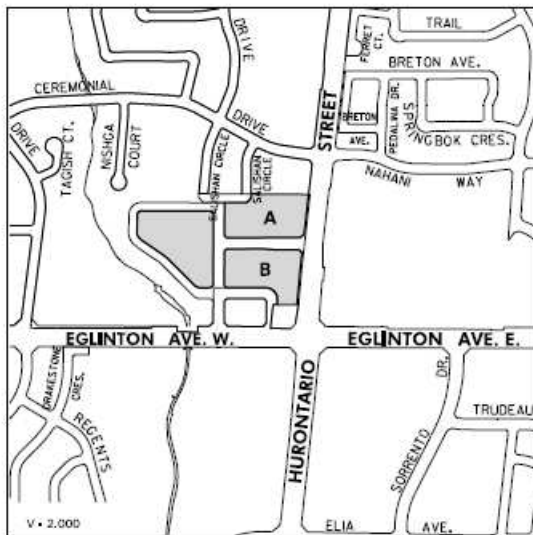 DRIVE
FERRET CT.
TRAIL
BRETON AVE.
CEREMONIAL
DRIVE
STREET
BRETON
AVE.
PEDALINA DR.
SPRINGBOK CRES.
DRIVE
TAGISH CT.
NISHGA
COURT
SALISHAN CIRCLE
SALISHAN
CIRCLE
NAHANI WAY
A
B
EGLINTON AVE. W.
EGLINTON AVE. E.
DRAKESTONE
CRES.
REGENTS
HURONTARIO
SORRENTO
DR.
TRUDEAU
ELIA AVE.
V • 2.000